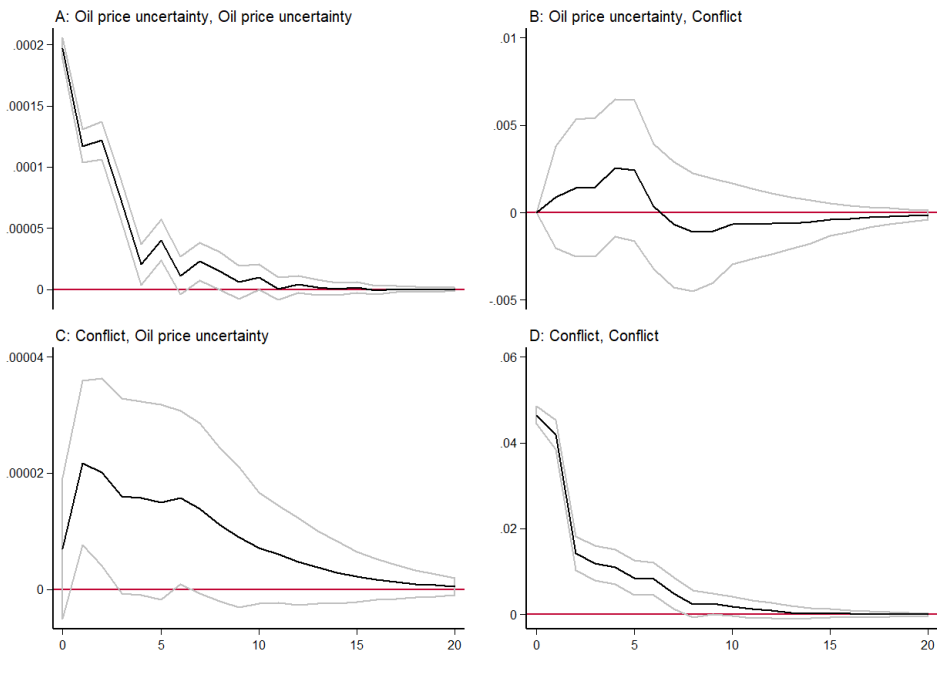 A: Oil price uncertainty, Oil price uncertainty
.0002
.00015
.0001
.00005
0
B: Oil price uncertainty, Conflict
.01
.005
0
-.005
C: Conflict, Oil price uncertainty
.00004
.00002
0
0 5 10 15 20
D: Conflict, Conflict
.06
.04
.02
0
0 5 10 15 20